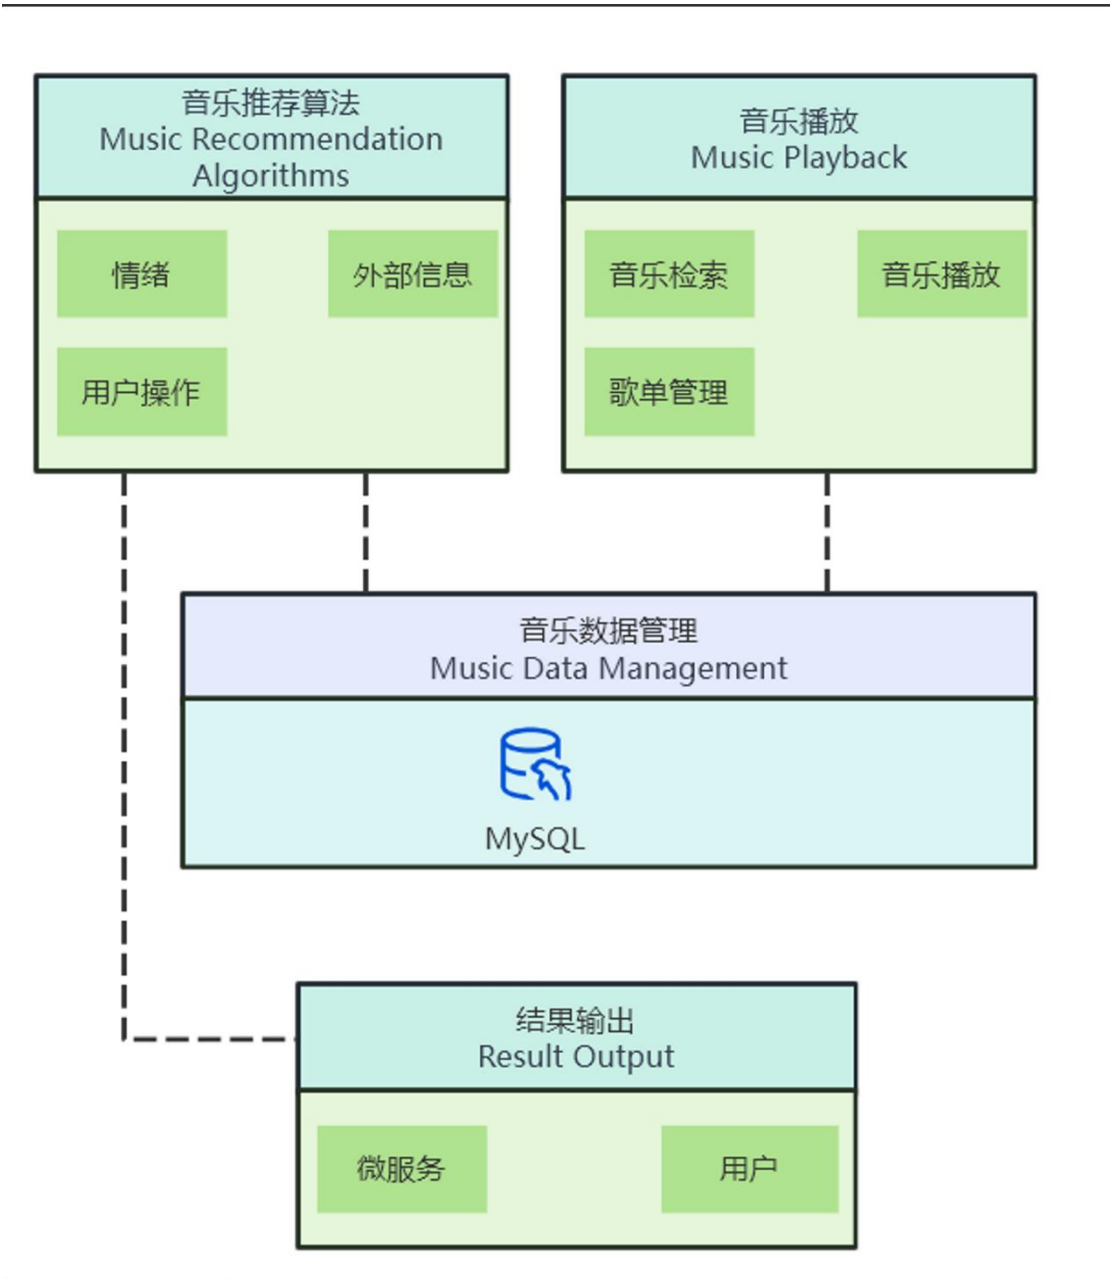 音乐推荐算法
Music Recommendation
Algorithms
情绪
外部信息
用户操作
音乐播放
Music Playback
音乐检索
音乐播放
歌单管理
音乐数据管理
Music Data Management
MySQL
结果输出
Result Output
微服务
用户